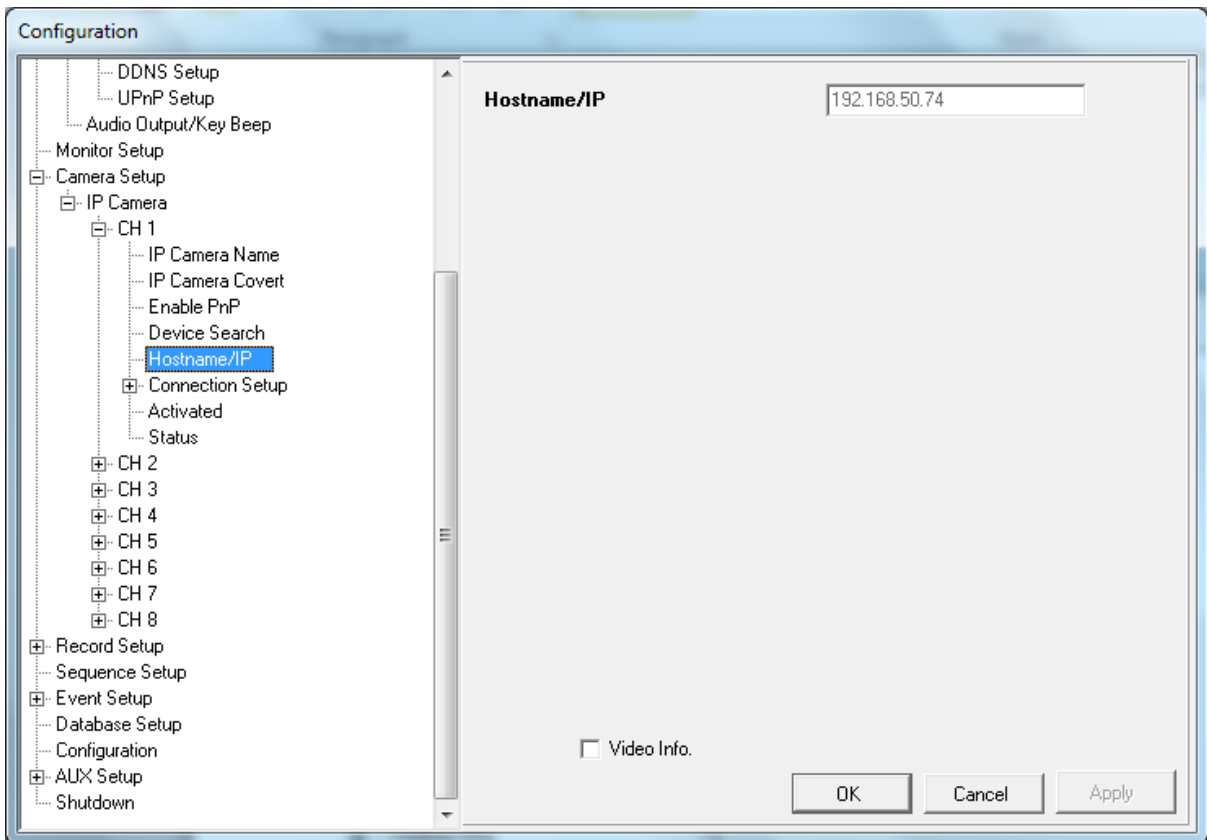 Configuration
DDNS Setup
UPnP Setup
Audio Output/Key Beep
Monitor Setup
Camera Setup
IP Camera
CH 1
IP Camera Name
IP Camera Covert
Enable PnP
Device Search
Hostname/IP
Connection Setup
Activated
Status
CH 2
CH 3
CH 4
CH 5
CH 6
CH 7
CH 8
Record Setup
Sequence Setup
Event Setup
Database Setup
Configuration
AUX Setup
Shutdown
Hostname/IP 192.168.50.74
Video Info.
OK Cancel Apply